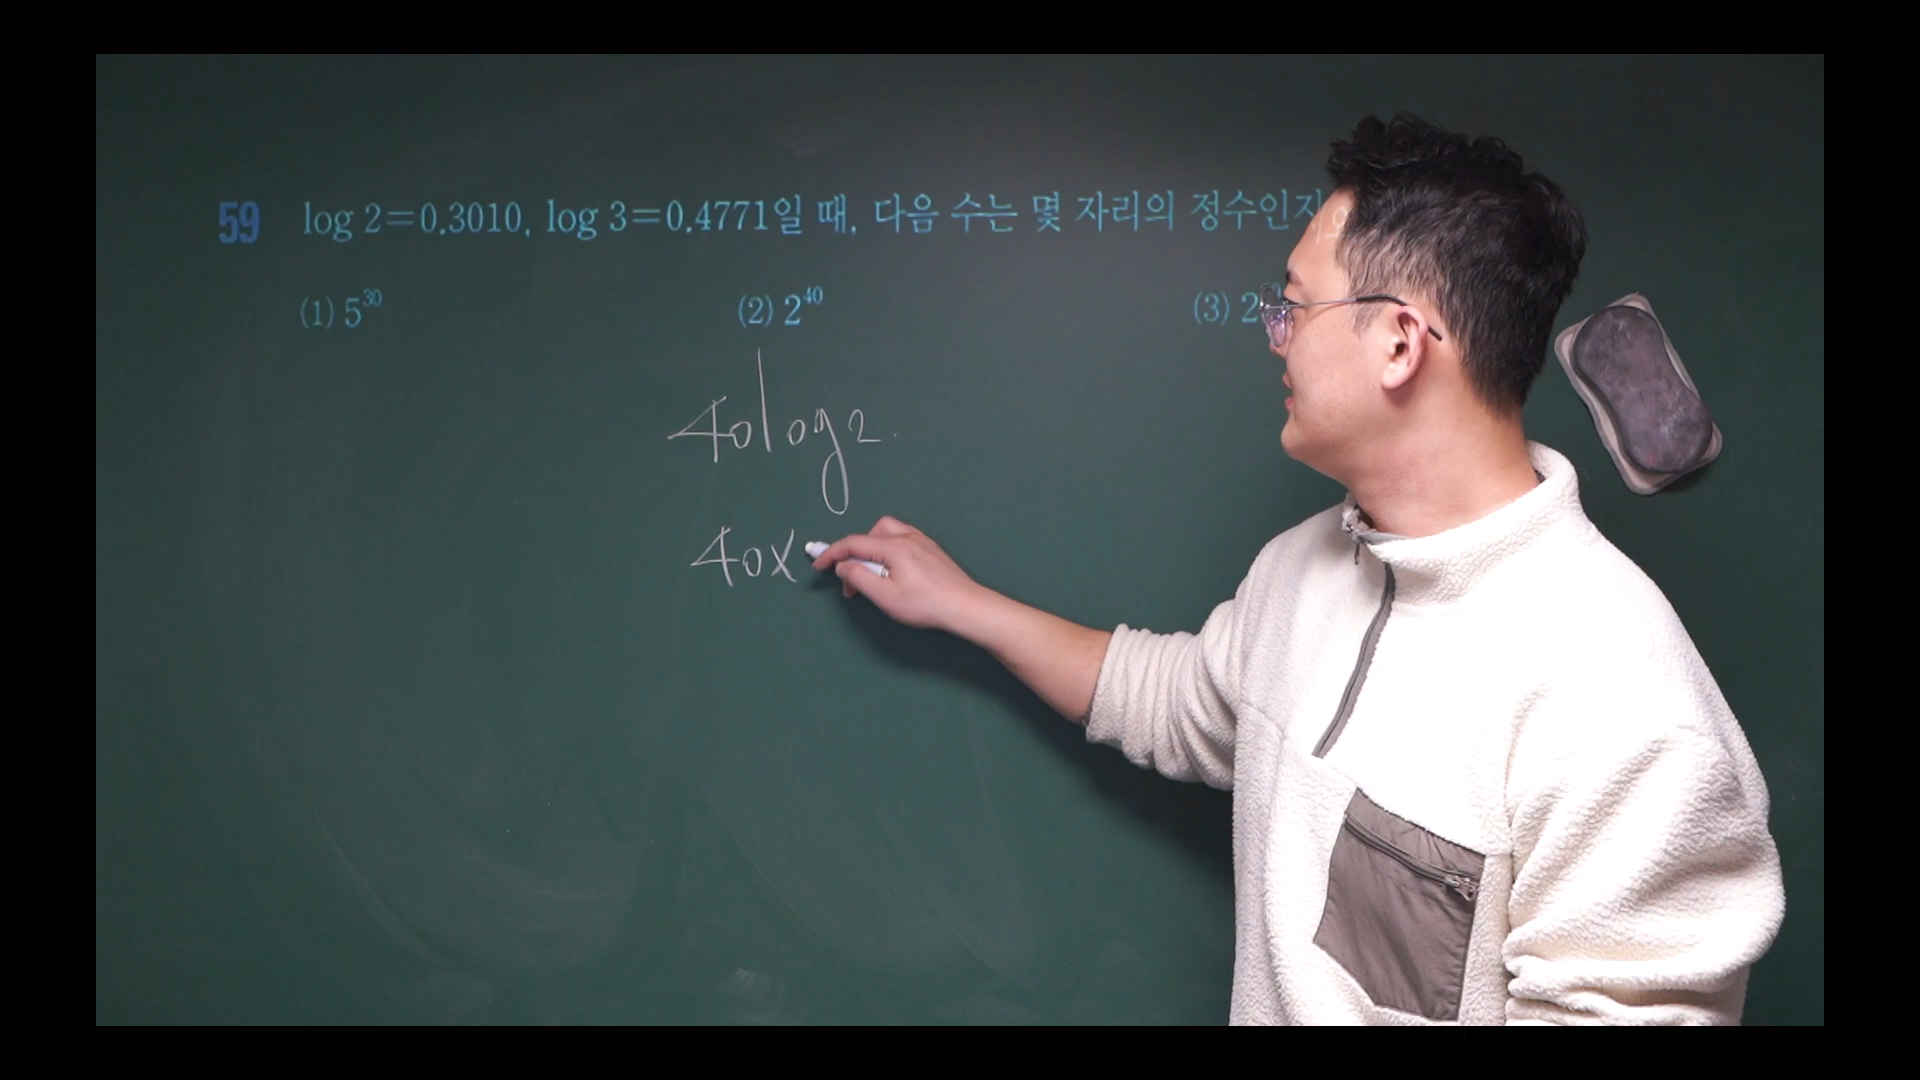 59 log 2=0.3010, log 3=0.4771일 때, 다음 수는 몇 자리의 정수인지
(1) 5³⁰ (2) 2⁴⁰ (3) 2
40log2
40×